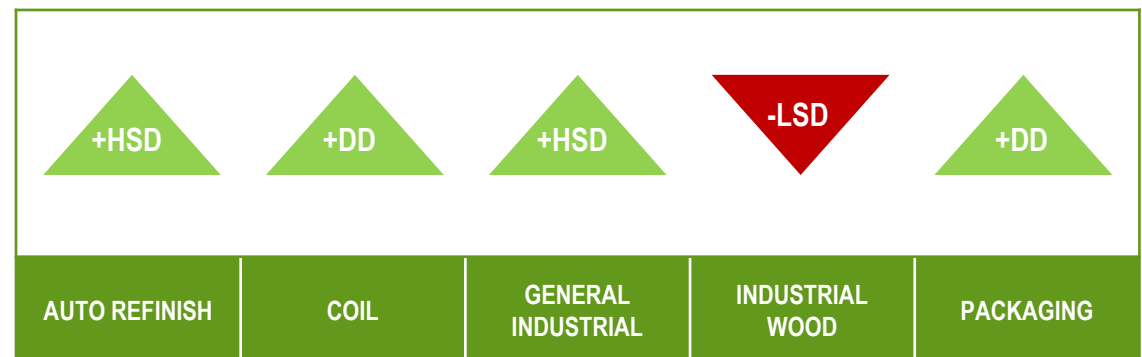 +HSD
+DD
+HSD
-LSD
+DD
AUTO REFINISH
COIL
GENERAL
INDUSTRIAL
INDUSTRIAL
WOOD
PACKAGING